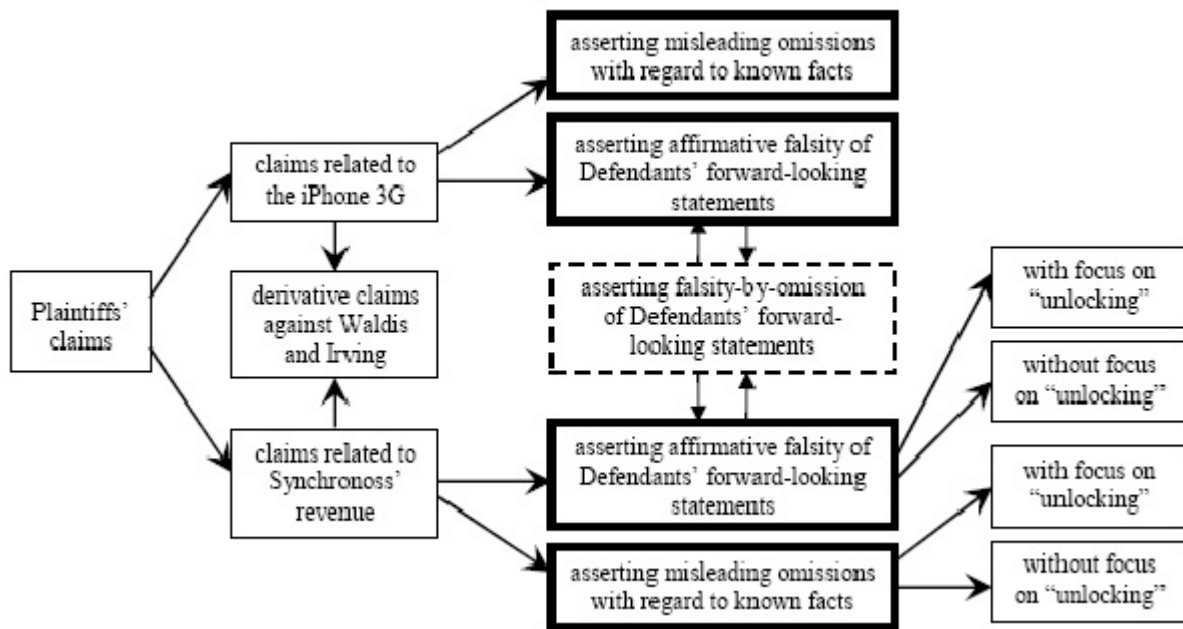 asserting misleading omissions
with regard to known facts
asserting affirmative falsity of
Defendants' forward-looking
statements
claims related to
the iPhone 3G
Plaintiffs'
claims
derivative claims
against Waldis
and Irving
asserting falsity-by-omission
of Defendants' forward-
looking statements
with focus on
"unlocking"
without focus
on "unlocking"
claims related to
Synchronoss'
revenue
asserting affirmative falsity of
Defendants' forward-looking
statements
with focus on
"unlocking"
asserting misleading omissions
with regard to known facts
without focus
on "unlocking"